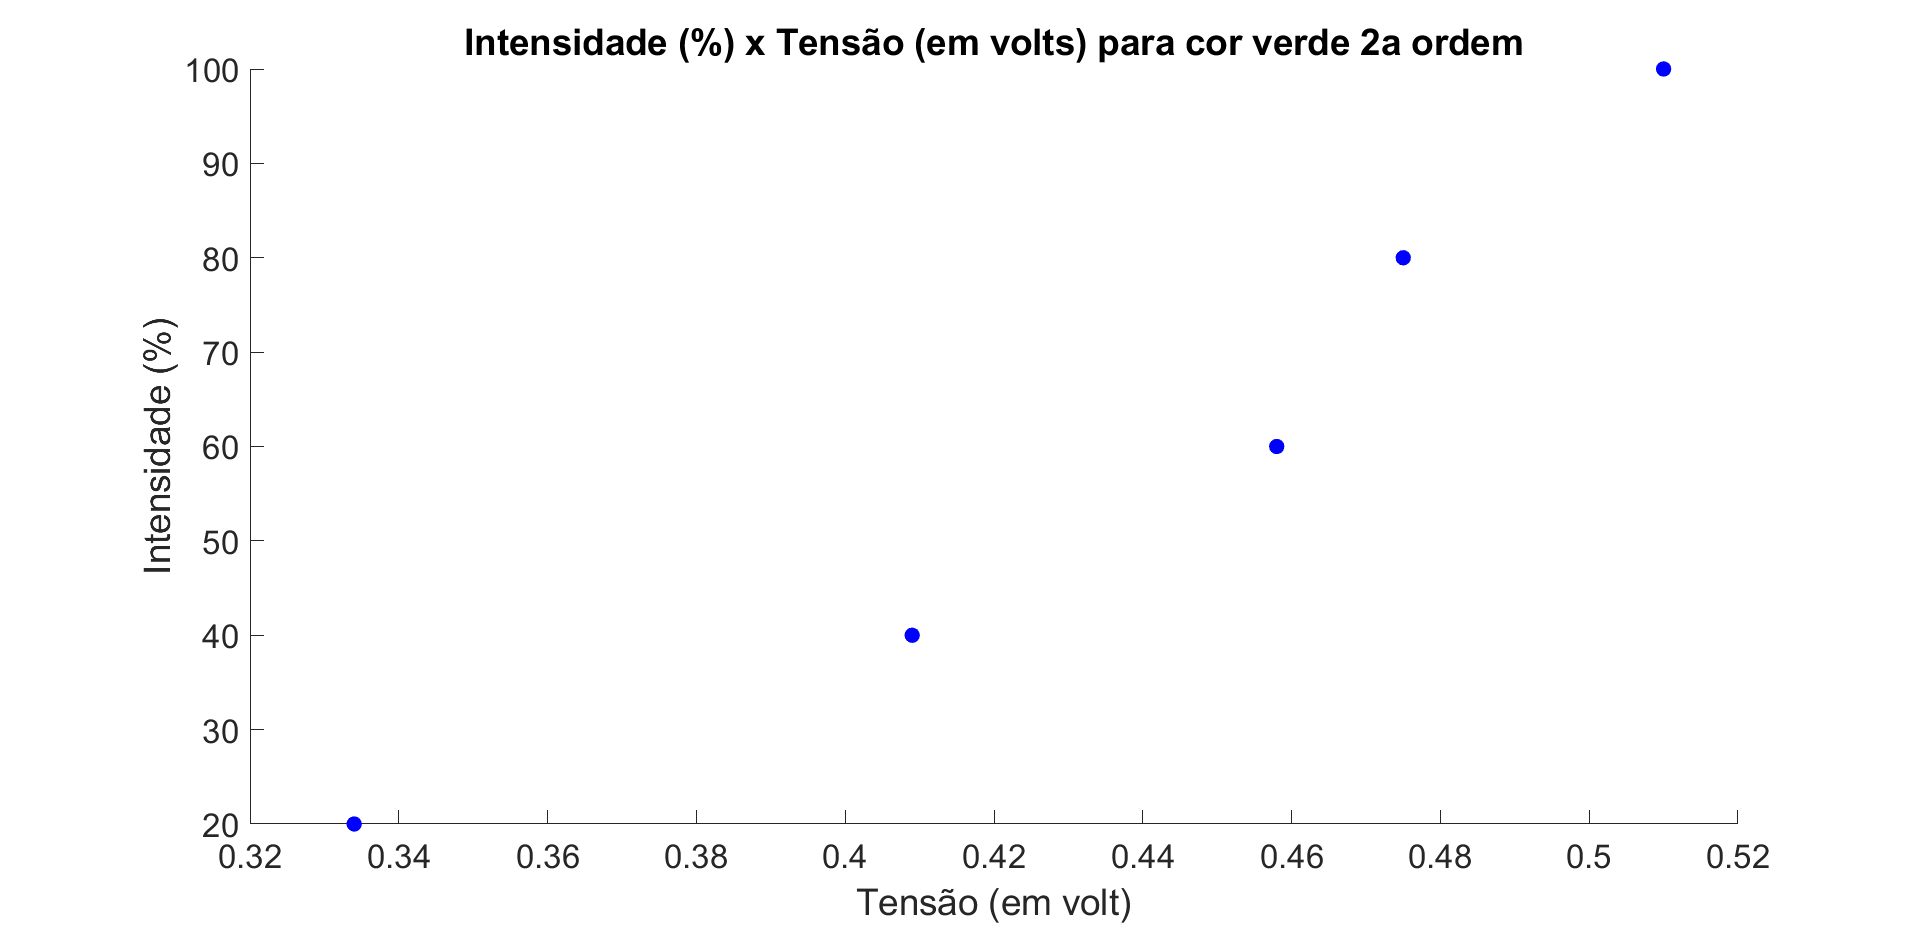 Intensidade (%) x Tensão (em volts) para cor verde 2a ordem
100
90
80
70
60
50
40
30
20
Intensidade (%)
0.32 0.34 0.36 0.38 0.4 0.42 0.44 0.46 0.48 0.5 0.52
Tensão (em volt)